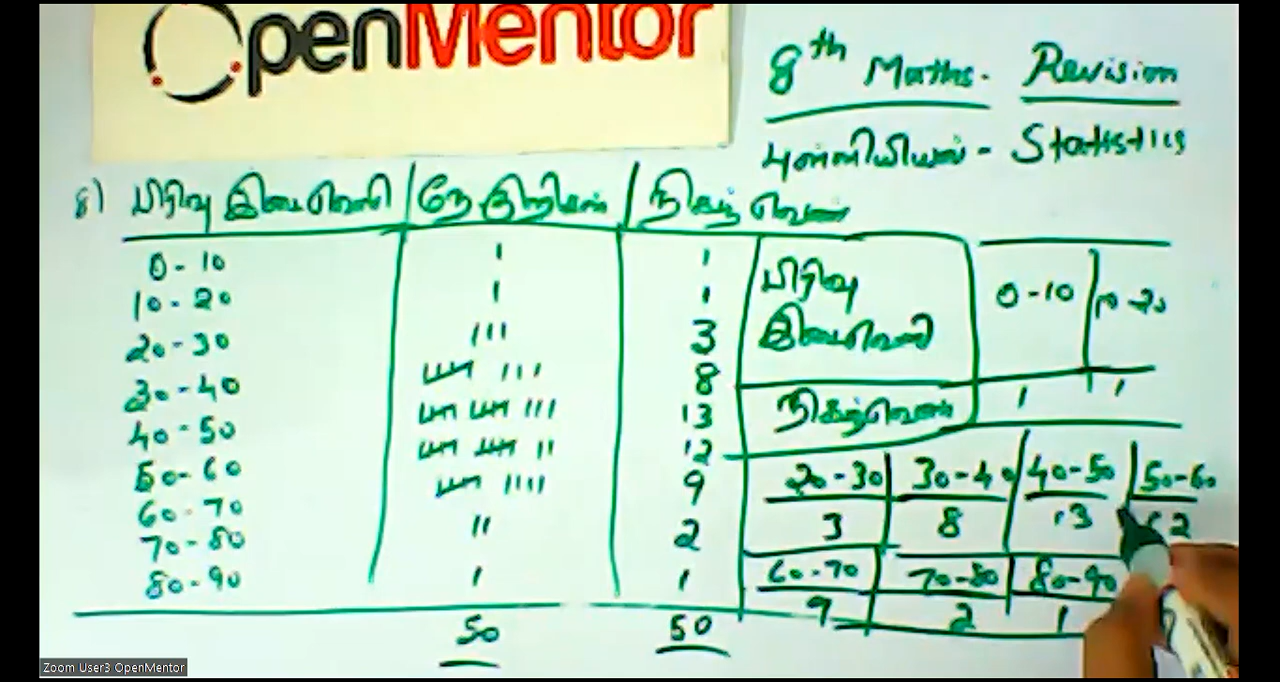 OpenMentor
8th Maths - Revision
புள்ளியியல் - Statistics
8) பிரிவு இடைவெளி நே குறிகள் நிகழ்வெண்
0-10 1
10-20 1
20-30 3
30-40 8
40-50 13
50-60 12
60-70 9
70-80 2
80-90 1
50 50
பிரிவு
இடைவெளி 0-10 10-20
நிகழ்வெண் 1 1
20-30 30-40 40-50 50-60
3 8 13 12
60-70 70-80 80-90
9 2 1
Zoom User3 OpenMentor